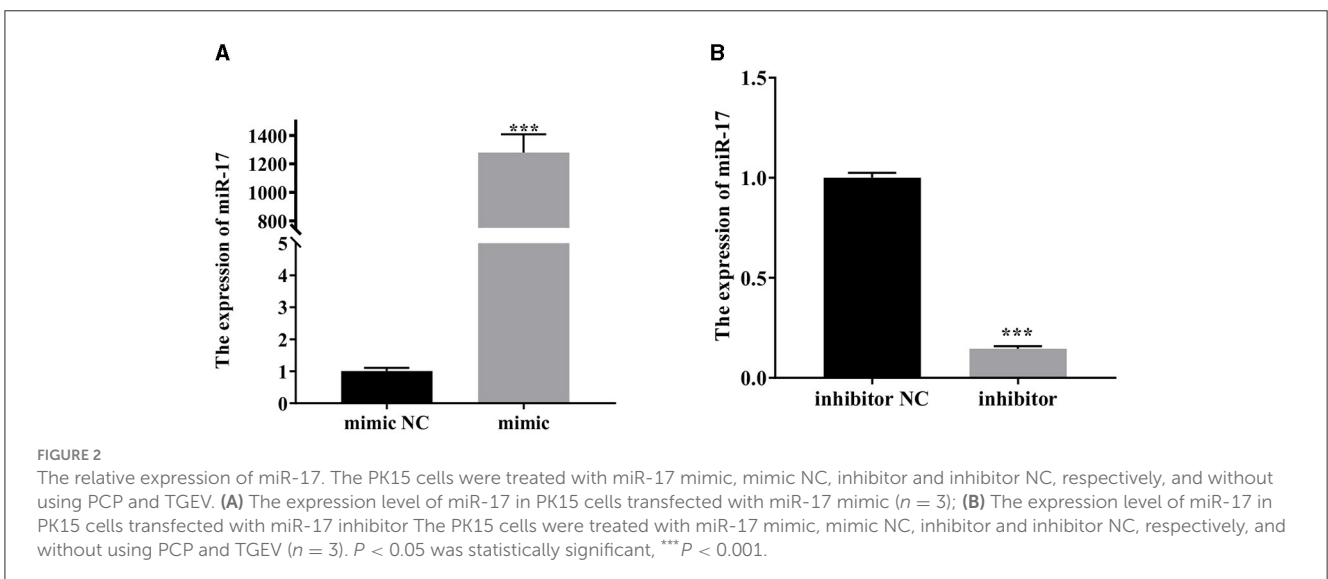 A
The expression of miR-17
1400
1200
1000
800
5
4
3
2
1
0
***
mimic NC
mimic
B
The expression of miR-17
1.5
1.0
0.5
0.0
***
inhibitor NC
inhibitor
FIGURE 2
The relative expression of miR-17. The PK15 cells were treated with miR-17 mimic, mimic NC, inhibitor and inhibitor NC, respectively, and without
using PCP and TGEV. (A) The expression level of miR-17 in PK15 cells transfected with miR-17 mimic (n = 3); (B) The expression level of miR-17 in
PK15 cells transfected with miR-17 inhibitor The PK15 cells were treated with miR-17 mimic, mimic NC, inhibitor and inhibitor NC, respectively, and
without using PCP and TGEV (n = 3). P < 0.05 was statistically significant, ***P < 0.001.